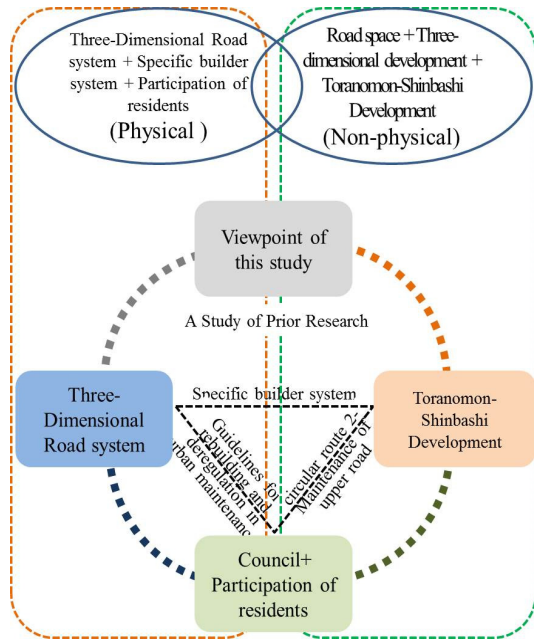 Three-Dimensional Road
system + Specific builder
system + Participation of
residents
(Physical )
Road space + Three-
dimensional development +
Toranomon-Shinbashi
Development
(Non-physical)
Viewpoint of
this study
A Study of Prior Research
Three-
Dimensional
Road system
Specific builder system
Toranomon-
Shinbashi
Development
Guidelines for
rebuilding and
deregulation in
urban maintenance
circular route 2-
Maintenance of
upper road
Council+
Participation of
residents